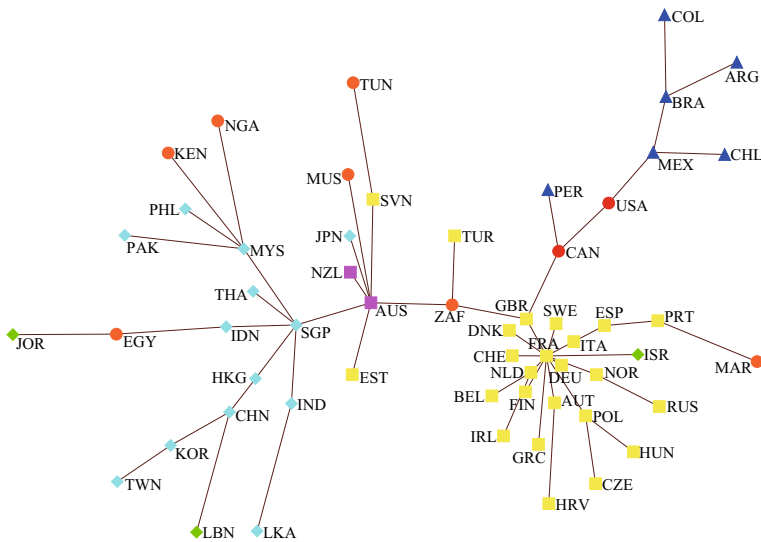 COL
ARG
TUN
BRA
NGA
KEN
CHL
MEX
MUS
PER
SVN
PHL
USA
JPN
TUR
PAK
MYS
CAN
NZL
THA
AUS
GBR
SWE
ESP
PRT
ZAF
DNK
JOR
EGY
IDN
SGP
FRA
ITA
ISR
CHE
MAR
EST
NLD
DEU
NOR
HKG
BEL
FIN
AUT
RUS
IND
CHN
POL
IRL
KOR
GRC
HUN
TWN
CZE
HRV
LBN
LKA